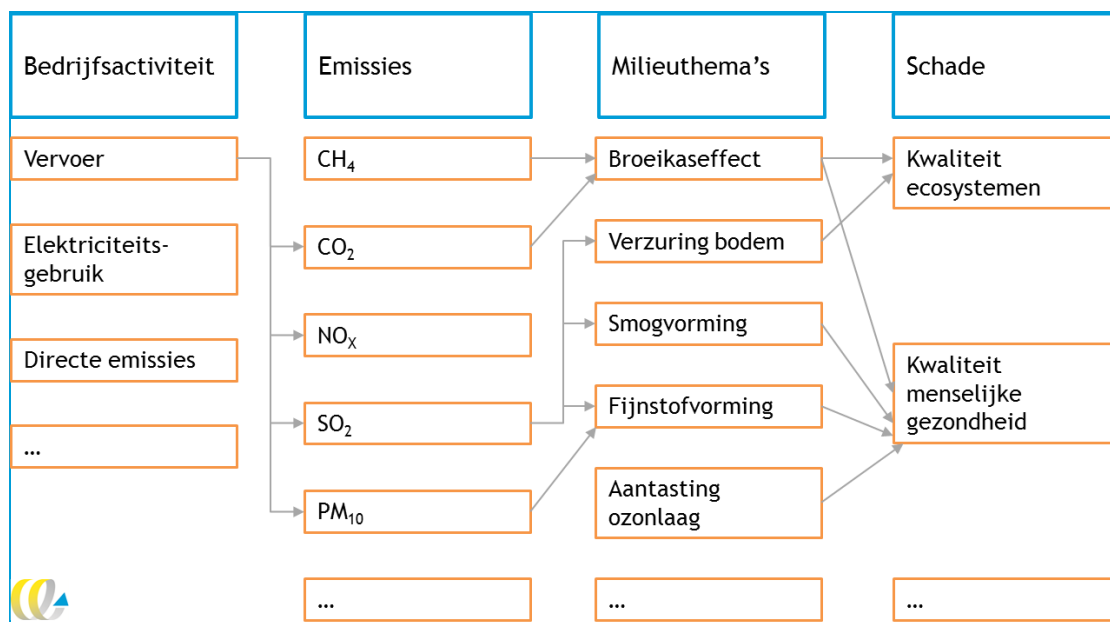 Bedrijfsactiviteit
Emissies
Milieuthema's
Schade
Vervoer
Elektriciteits-
gebruik
Directe emissies
...
CH₄
CO₂
NOₓ
SO₂
PM₁₀
...
Broeikaseffect
Verzuring bodem
Smogvorming
Fijnstofvorming
Aantasting
ozonlaag
...
Kwaliteit
ecosystemen
Kwaliteit
menselijke
gezondheid
...